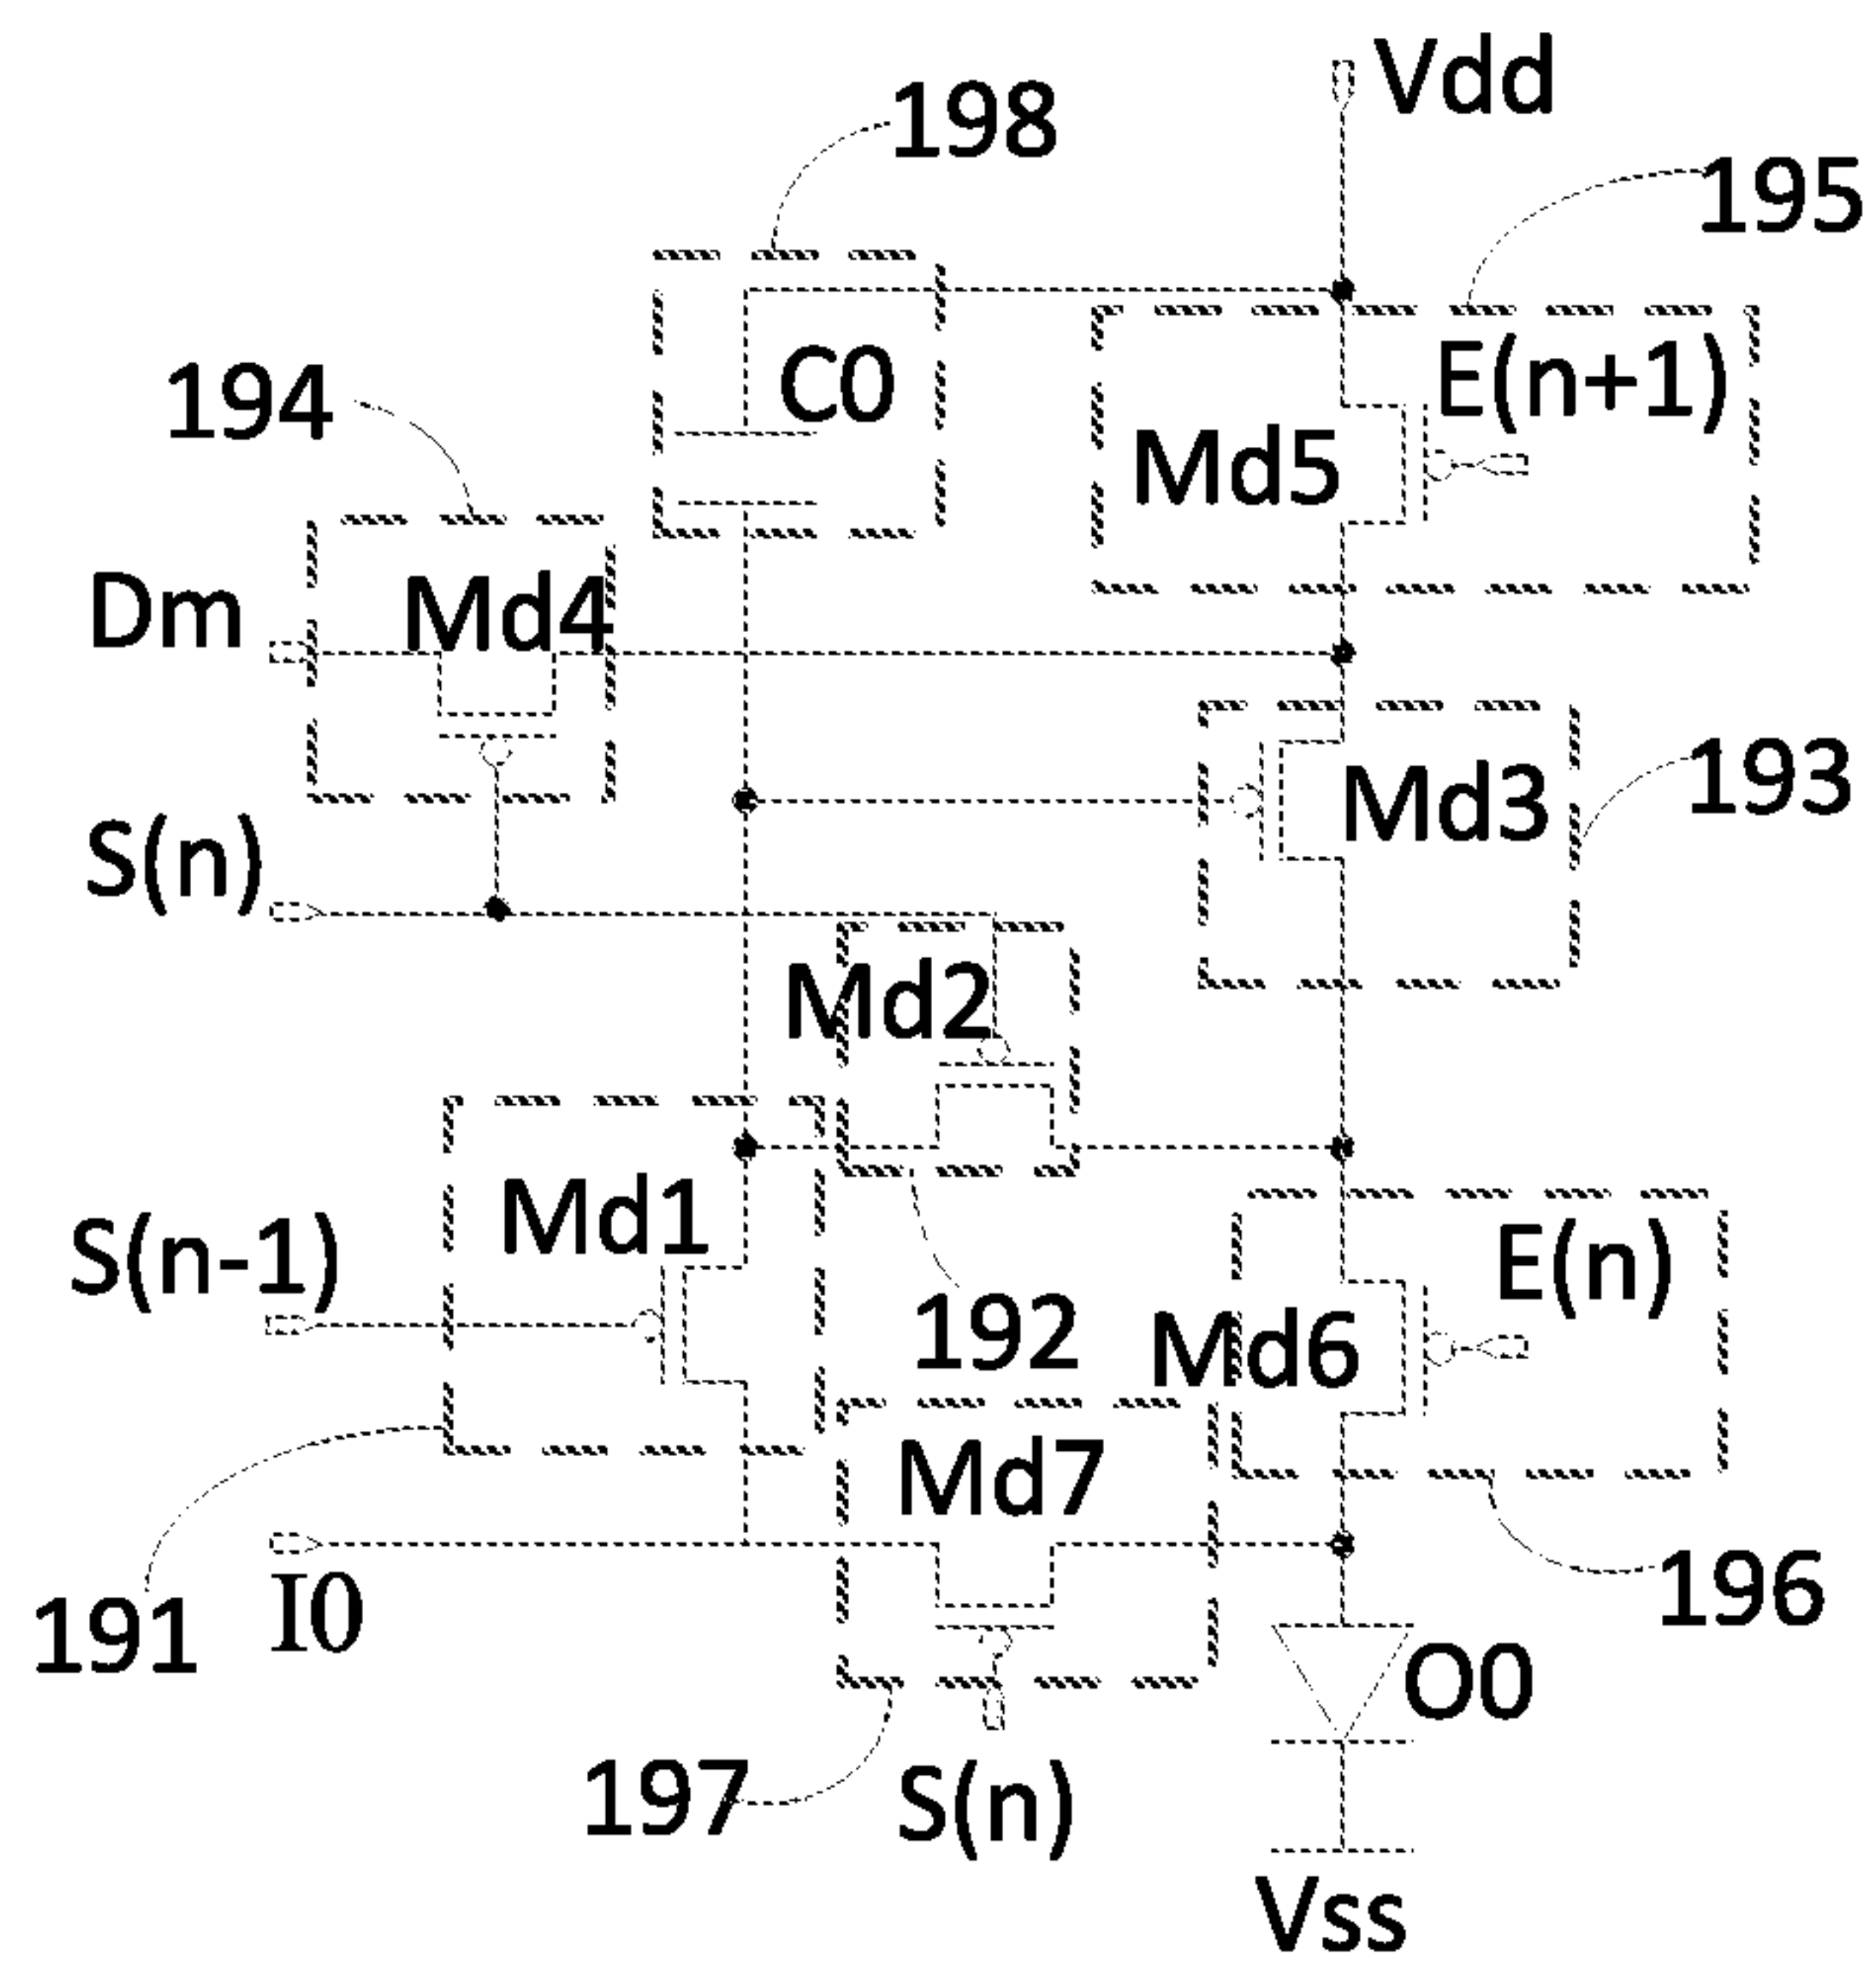 Vdd
198
195
E(n+1)
C0
194
Md5
Dm
Md4
193
Md3
S(n)
Md2
Md1
S(n-1)
E(n)
192
Md6
Md7
196
191
I0
O0
197
S(n)
Vss